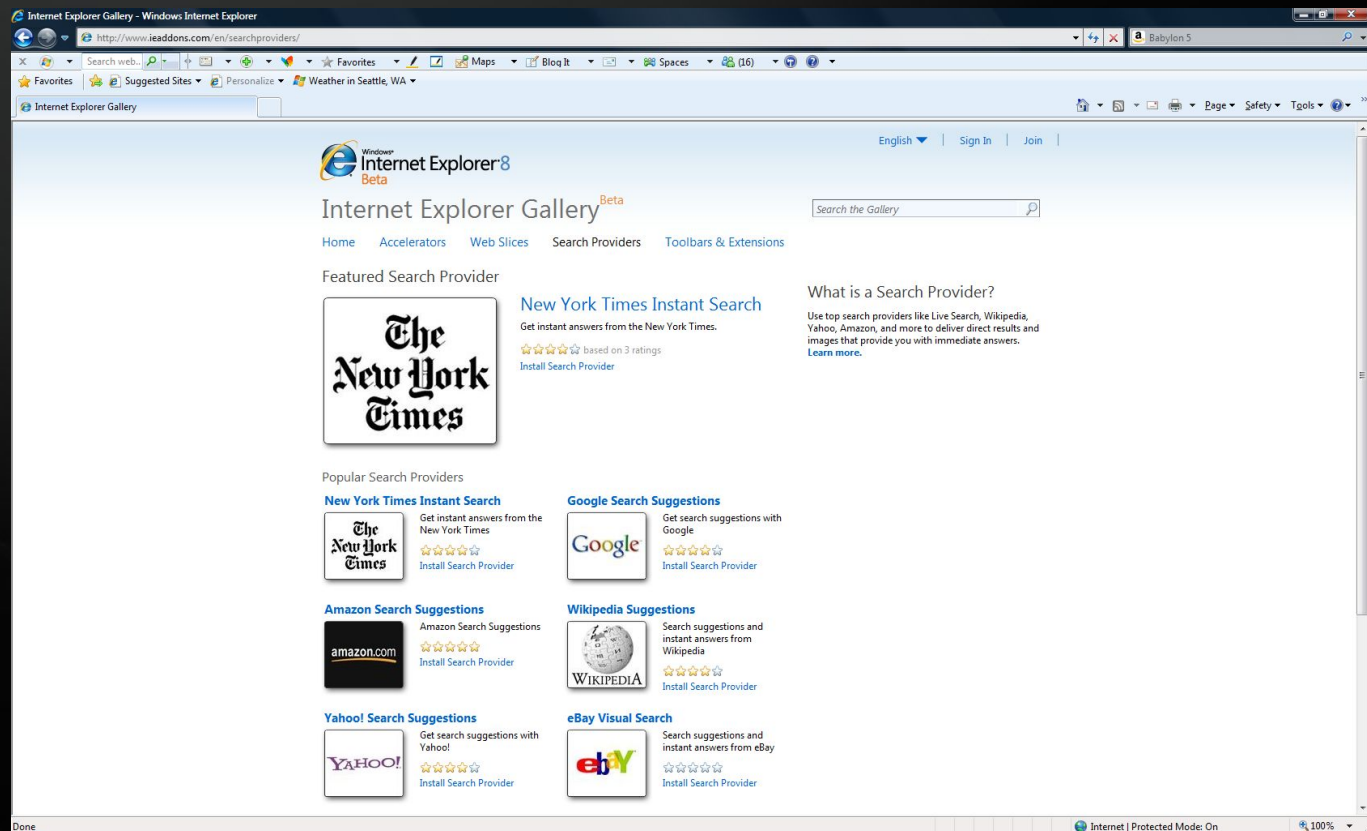 Internet Explorer Gallery - Windows Internet Explorer
http://www.ieaddons.com/en/searchproviders/
Babylon 5
Search web...
Favorites
Maps
Blog It
Spaces
(16)
Favorites
Suggested Sites
Personalize
Weather in Seattle, WA
Internet Explorer Gallery
Page
Safety
Tools
English
Sign In
Join
Windows
Internet Explorer 8
Beta
Internet Explorer Gallery Beta
Search the Gallery
Home
Accelerators
Web Slices
Search Providers
Toolbars & Extensions
Featured Search Provider
The
New York
Times
New York Times Instant Search
Get instant answers from the New York Times.
based on 3 ratings
Install Search Provider
What is a Search Provider?
Use top search providers like Live Search, Wikipedia,
Yahoo, Amazon, and more to deliver direct results and
images that provide you with immediate answers.
Learn more.
Popular Search Providers
New York Times Instant Search
The
New York
Times
Get instant answers from the
New York Times
Install Search Provider
Google Search Suggestions
Google
Get search suggestions with
Google
Install Search Provider
Amazon Search Suggestions
amazon.com
Amazon Search Suggestions
Install Search Provider
Wikipedia Suggestions
WIKIPEDIA
Search suggestions and
instant answers from
Wikipedia
Install Search Provider
Yahoo! Search Suggestions
YAHOO!
Get search suggestions with
Yahoo!
Install Search Provider
eBay Visual Search
ebaY
Search suggestions and
instant answers from eBay
Install Search Provider
Done
Internet | Protected Mode: On
100%